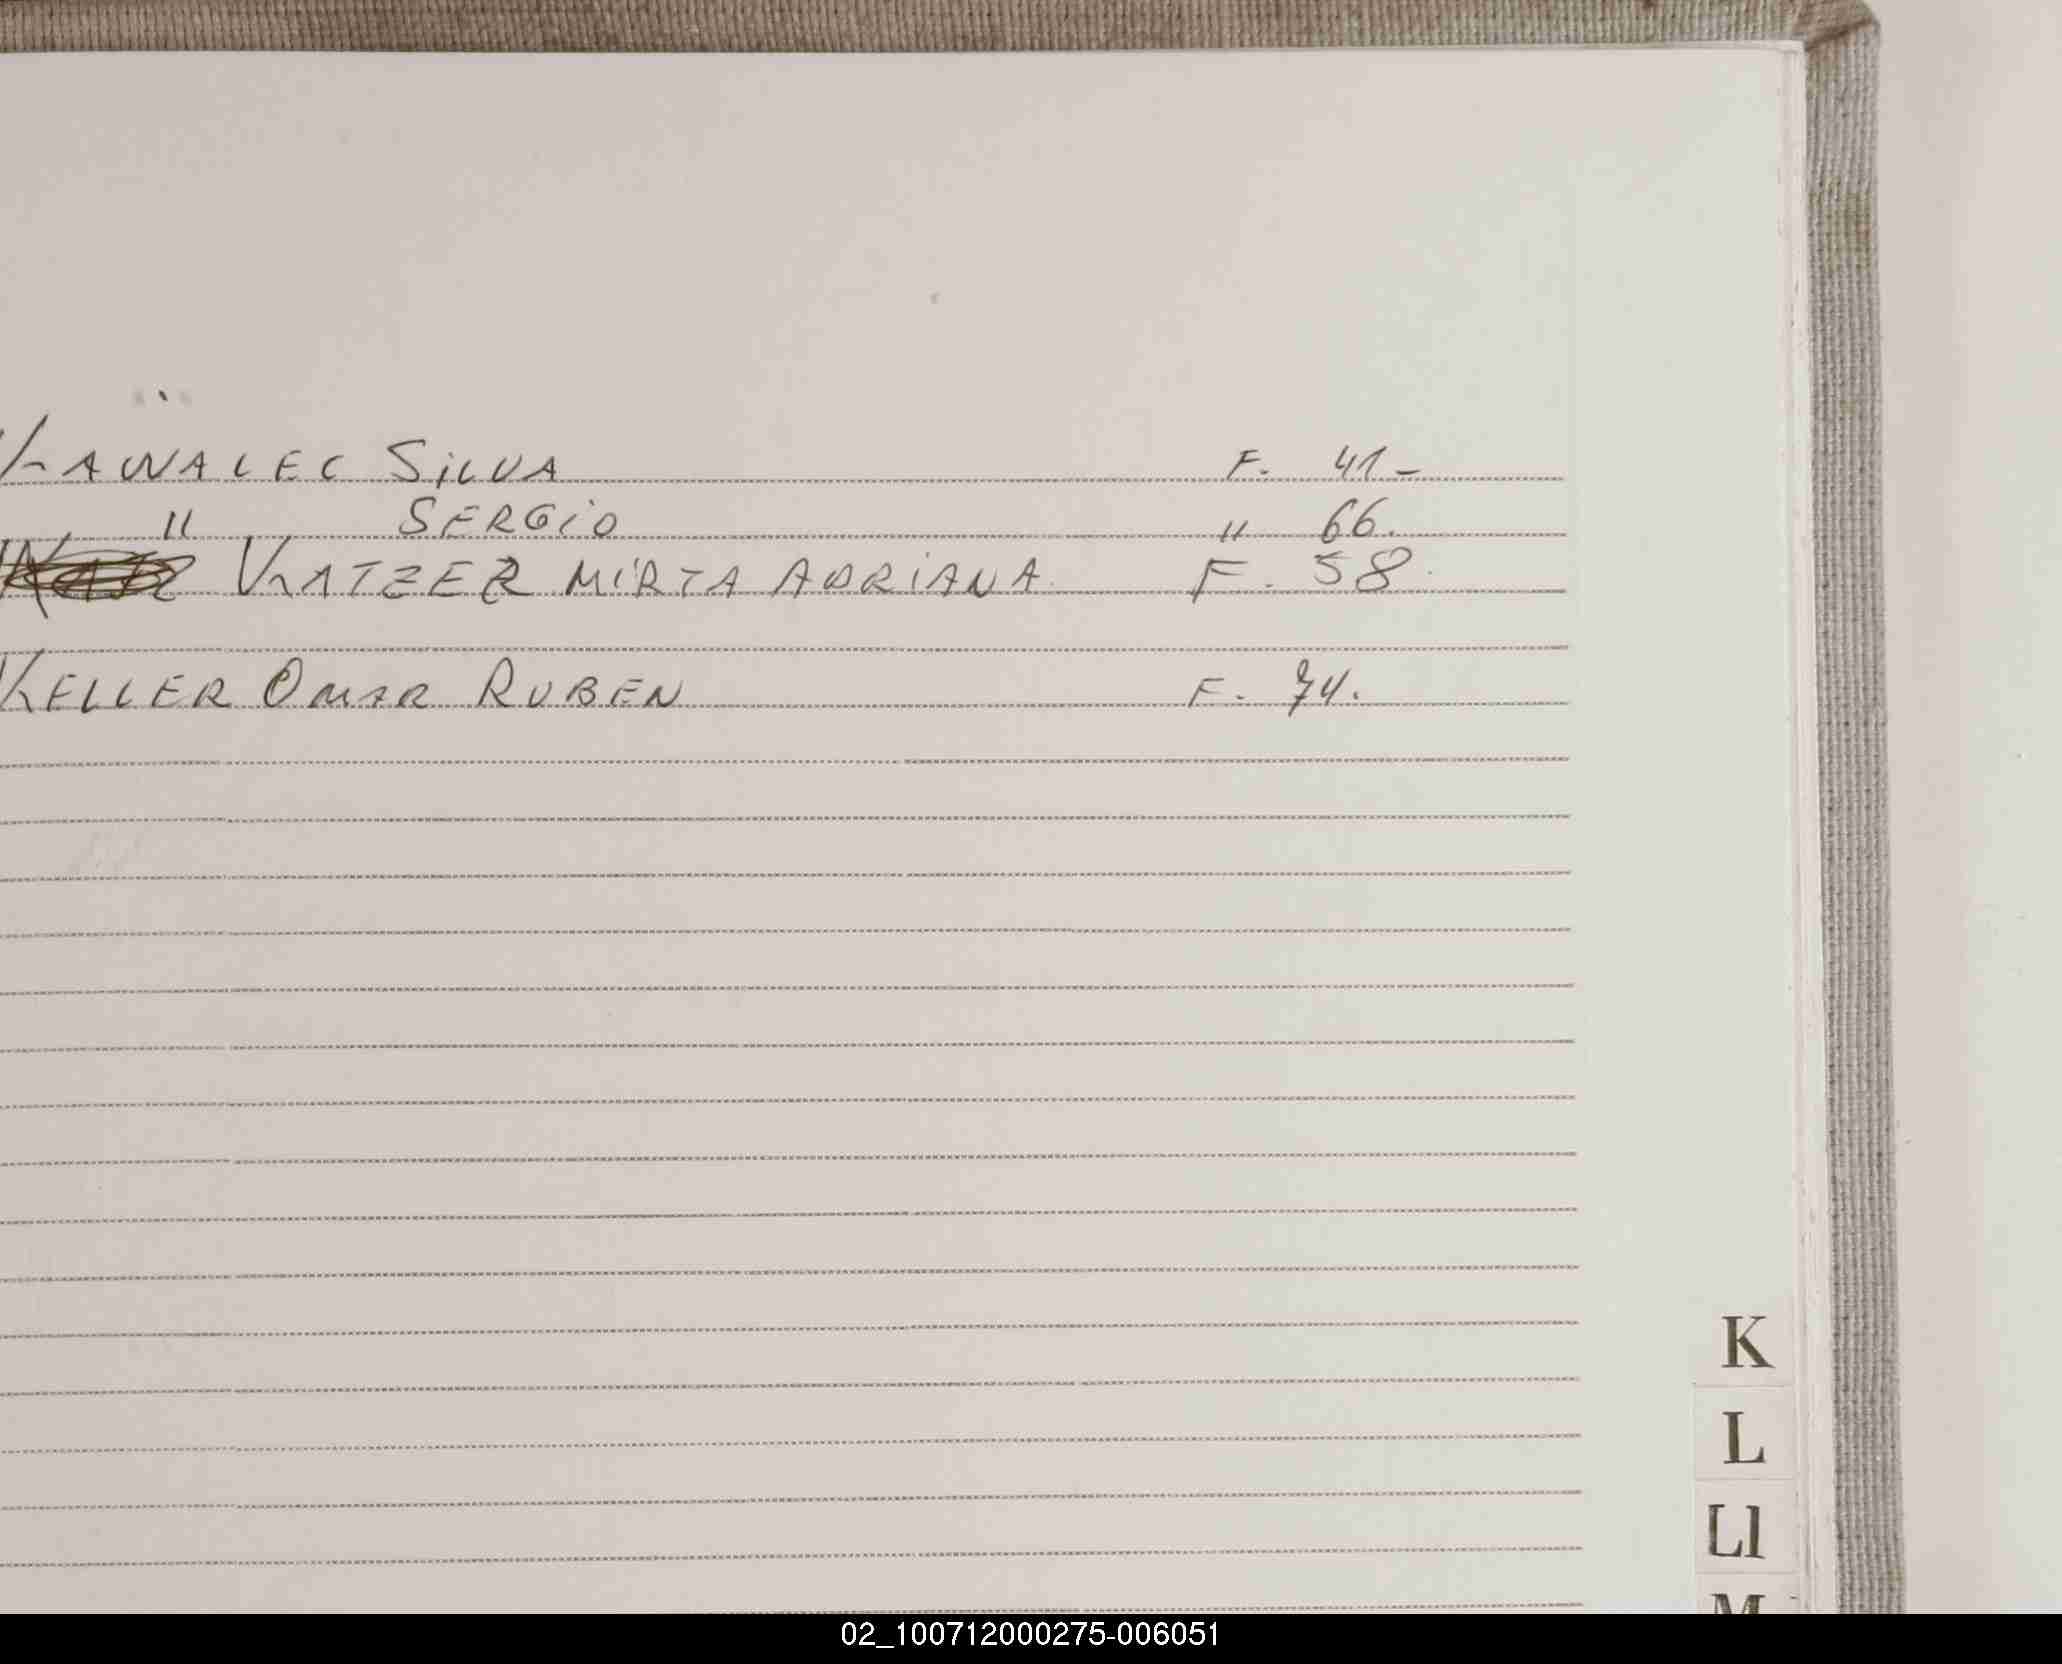 KAWALEC SiLVA F. 41-
" SERGiO " 66.
KATZER MiRTA ADRiANA F. 58.
KELLER OMAR RUBEN F. 74.
K
L
Ll
M
02_100712000275-006051